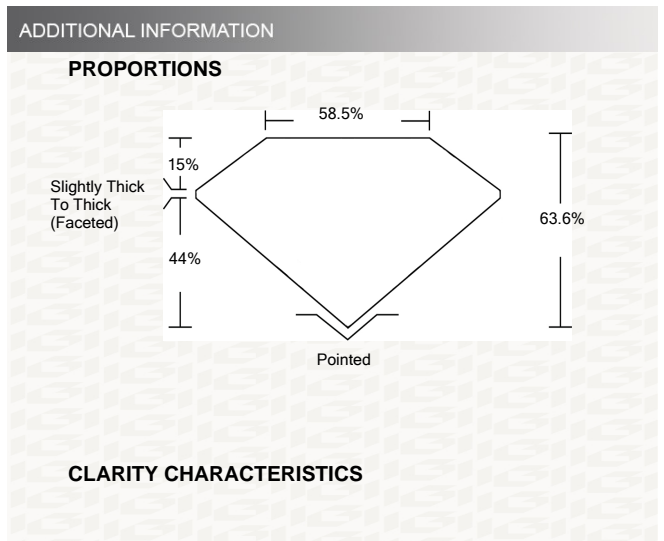 ADDITIONAL INFORMATION
PROPORTIONS
58.5%
15%
Slightly Thick
To Thick
(Faceted)
63.6%
44%
Pointed
CLARITY CHARACTERISTICS